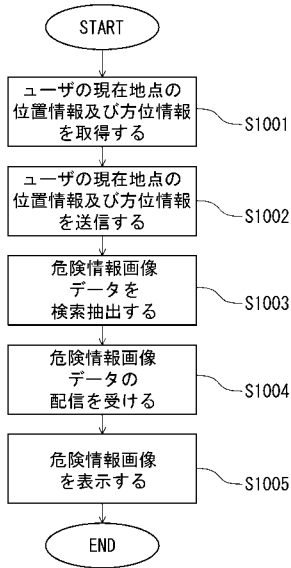 START
ユーザの現在地点の
位置情報及び方位情報
を取得する
S1001
ユーザの現在地点の
位置情報及び方位情報
を送信する
S1002
危険情報画像
データを
検索抽出する
S1003
危険情報画像
データの
配信を受ける
S1004
危険情報画像
を表示する
S1005
END